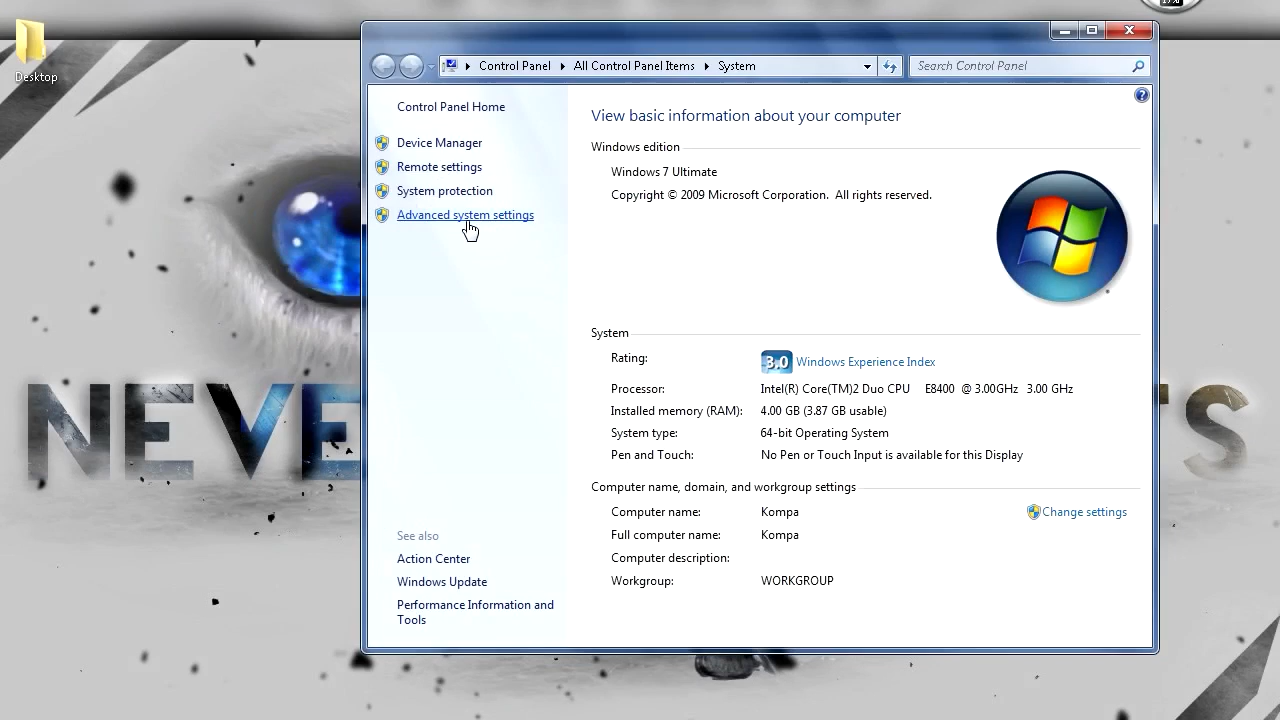 17%
Desktop
Control Panel
All Control Panel Items
System
Search Control Panel
Control Panel Home
Device Manager
Remote settings
System protection
Advanced system settings
View basic information about your computer
Windows edition
Windows 7 Ultimate
Copyright © 2009 Microsoft Corporation.  All rights reserved.
System
Rating: 3.0 Windows Experience Index
Processor: Intel(R) Core(TM)2 Duo CPU E8400 @ 3.00GHz 3.00 GHz
Installed memory (RAM): 4.00 GB (3.87 GB usable)
System type: 64-bit Operating System
Pen and Touch: No Pen or Touch Input is available for this Display
Computer name, domain, and workgroup settings
Computer name: Kompa
Change settings
Full computer name: Kompa
Computer description:
Workgroup: WORKGROUP
See also
Action Center
Windows Update
Performance Information and
Tools
NEVE
S